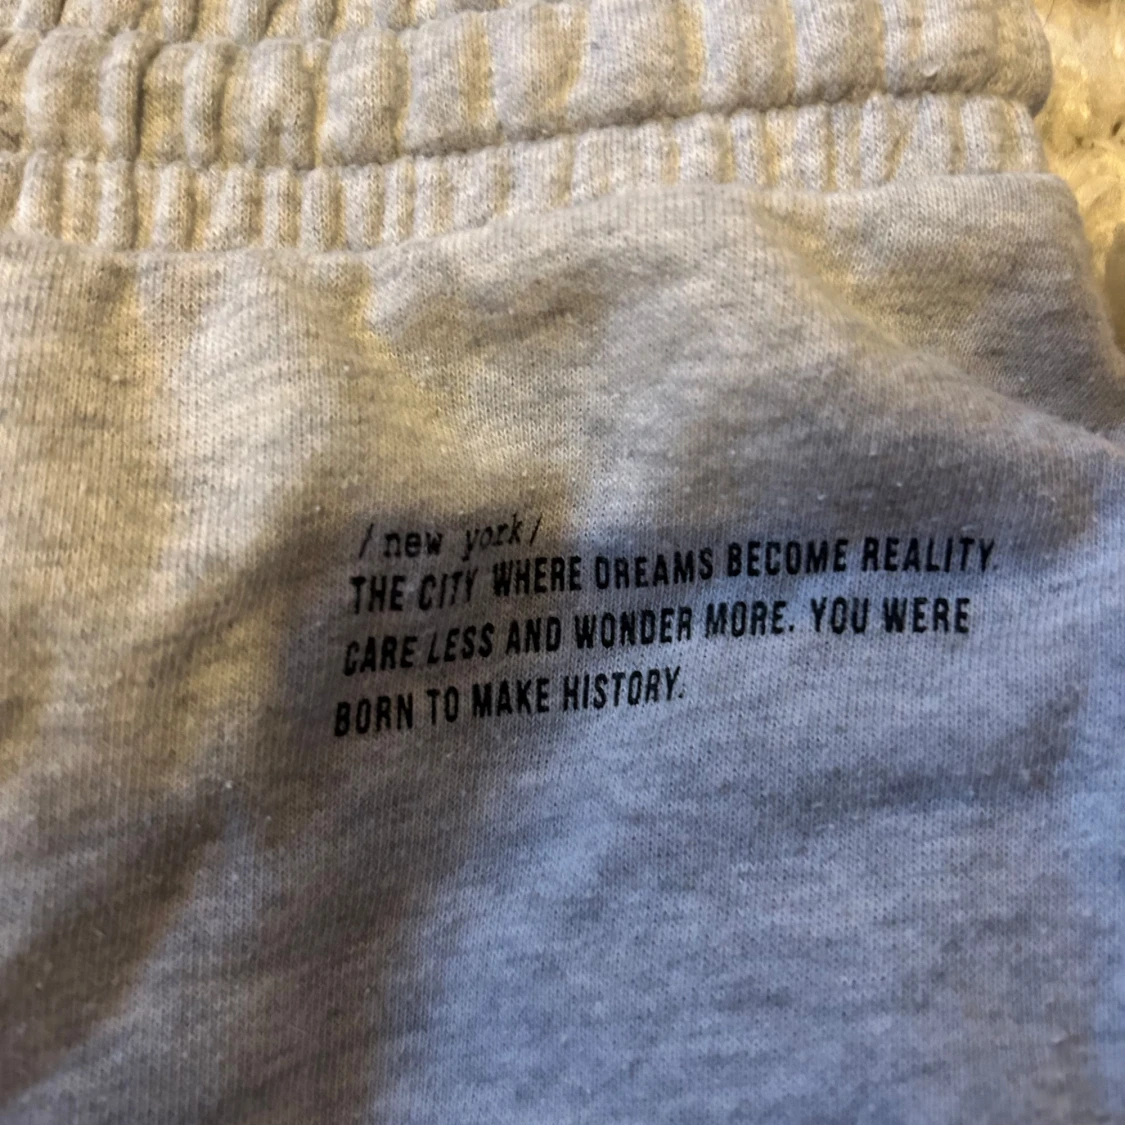 /new york/
THE CITY WHERE DREAMS BECOME REALITY.
CARE LESS AND WONDER MORE. YOU WERE
BORN TO MAKE HISTORY.